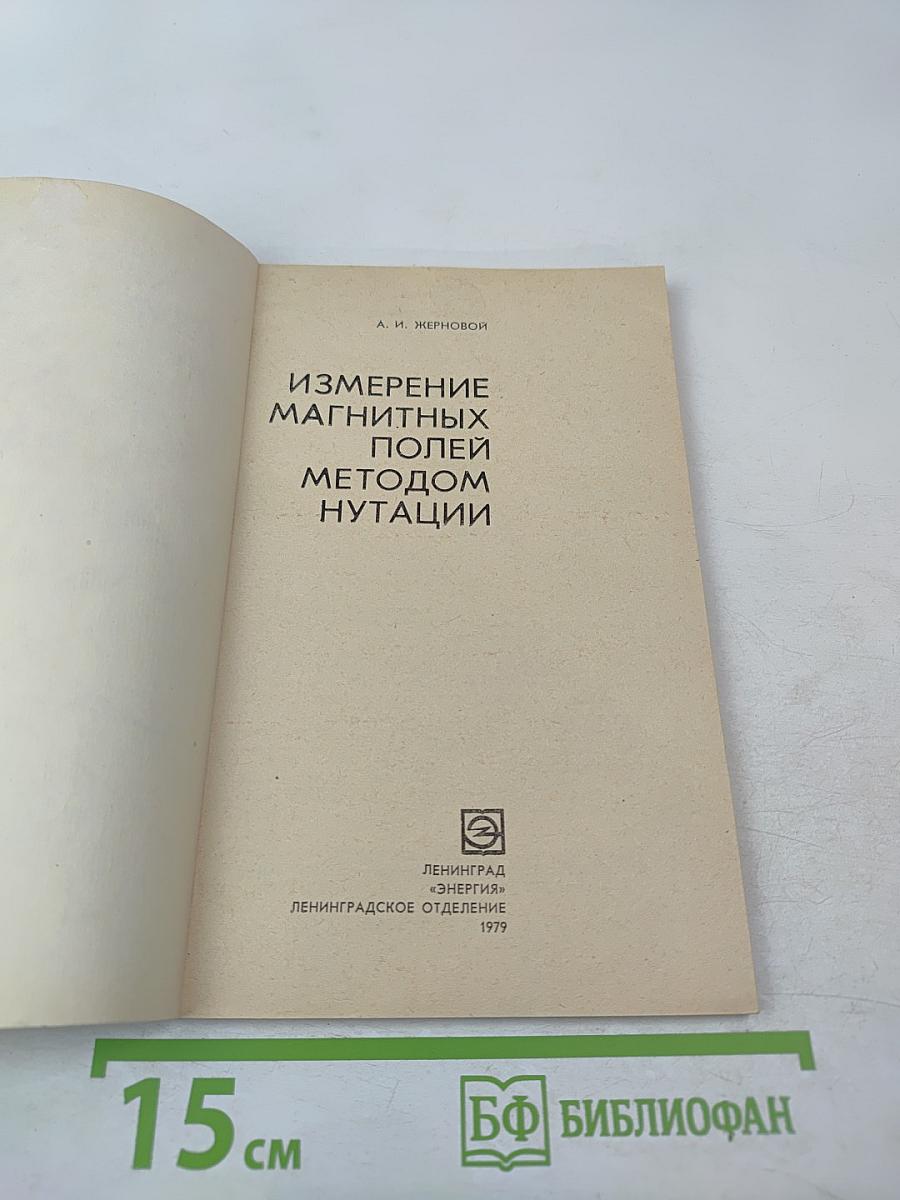 А. И. ЖЕРНОВОЙ
ИЗМЕРЕНИЕ
МАГНИТНЫХ
ПОЛЕЙ
МЕТОДОМ
НУТАЦИИ
ЛЕНИНГРАД
«ЭНЕРГИЯ»
ЛЕНИНГРАДСКОЕ ОТДЕЛЕНИЕ
1979
15 см
БФ БИБЛИОФАН